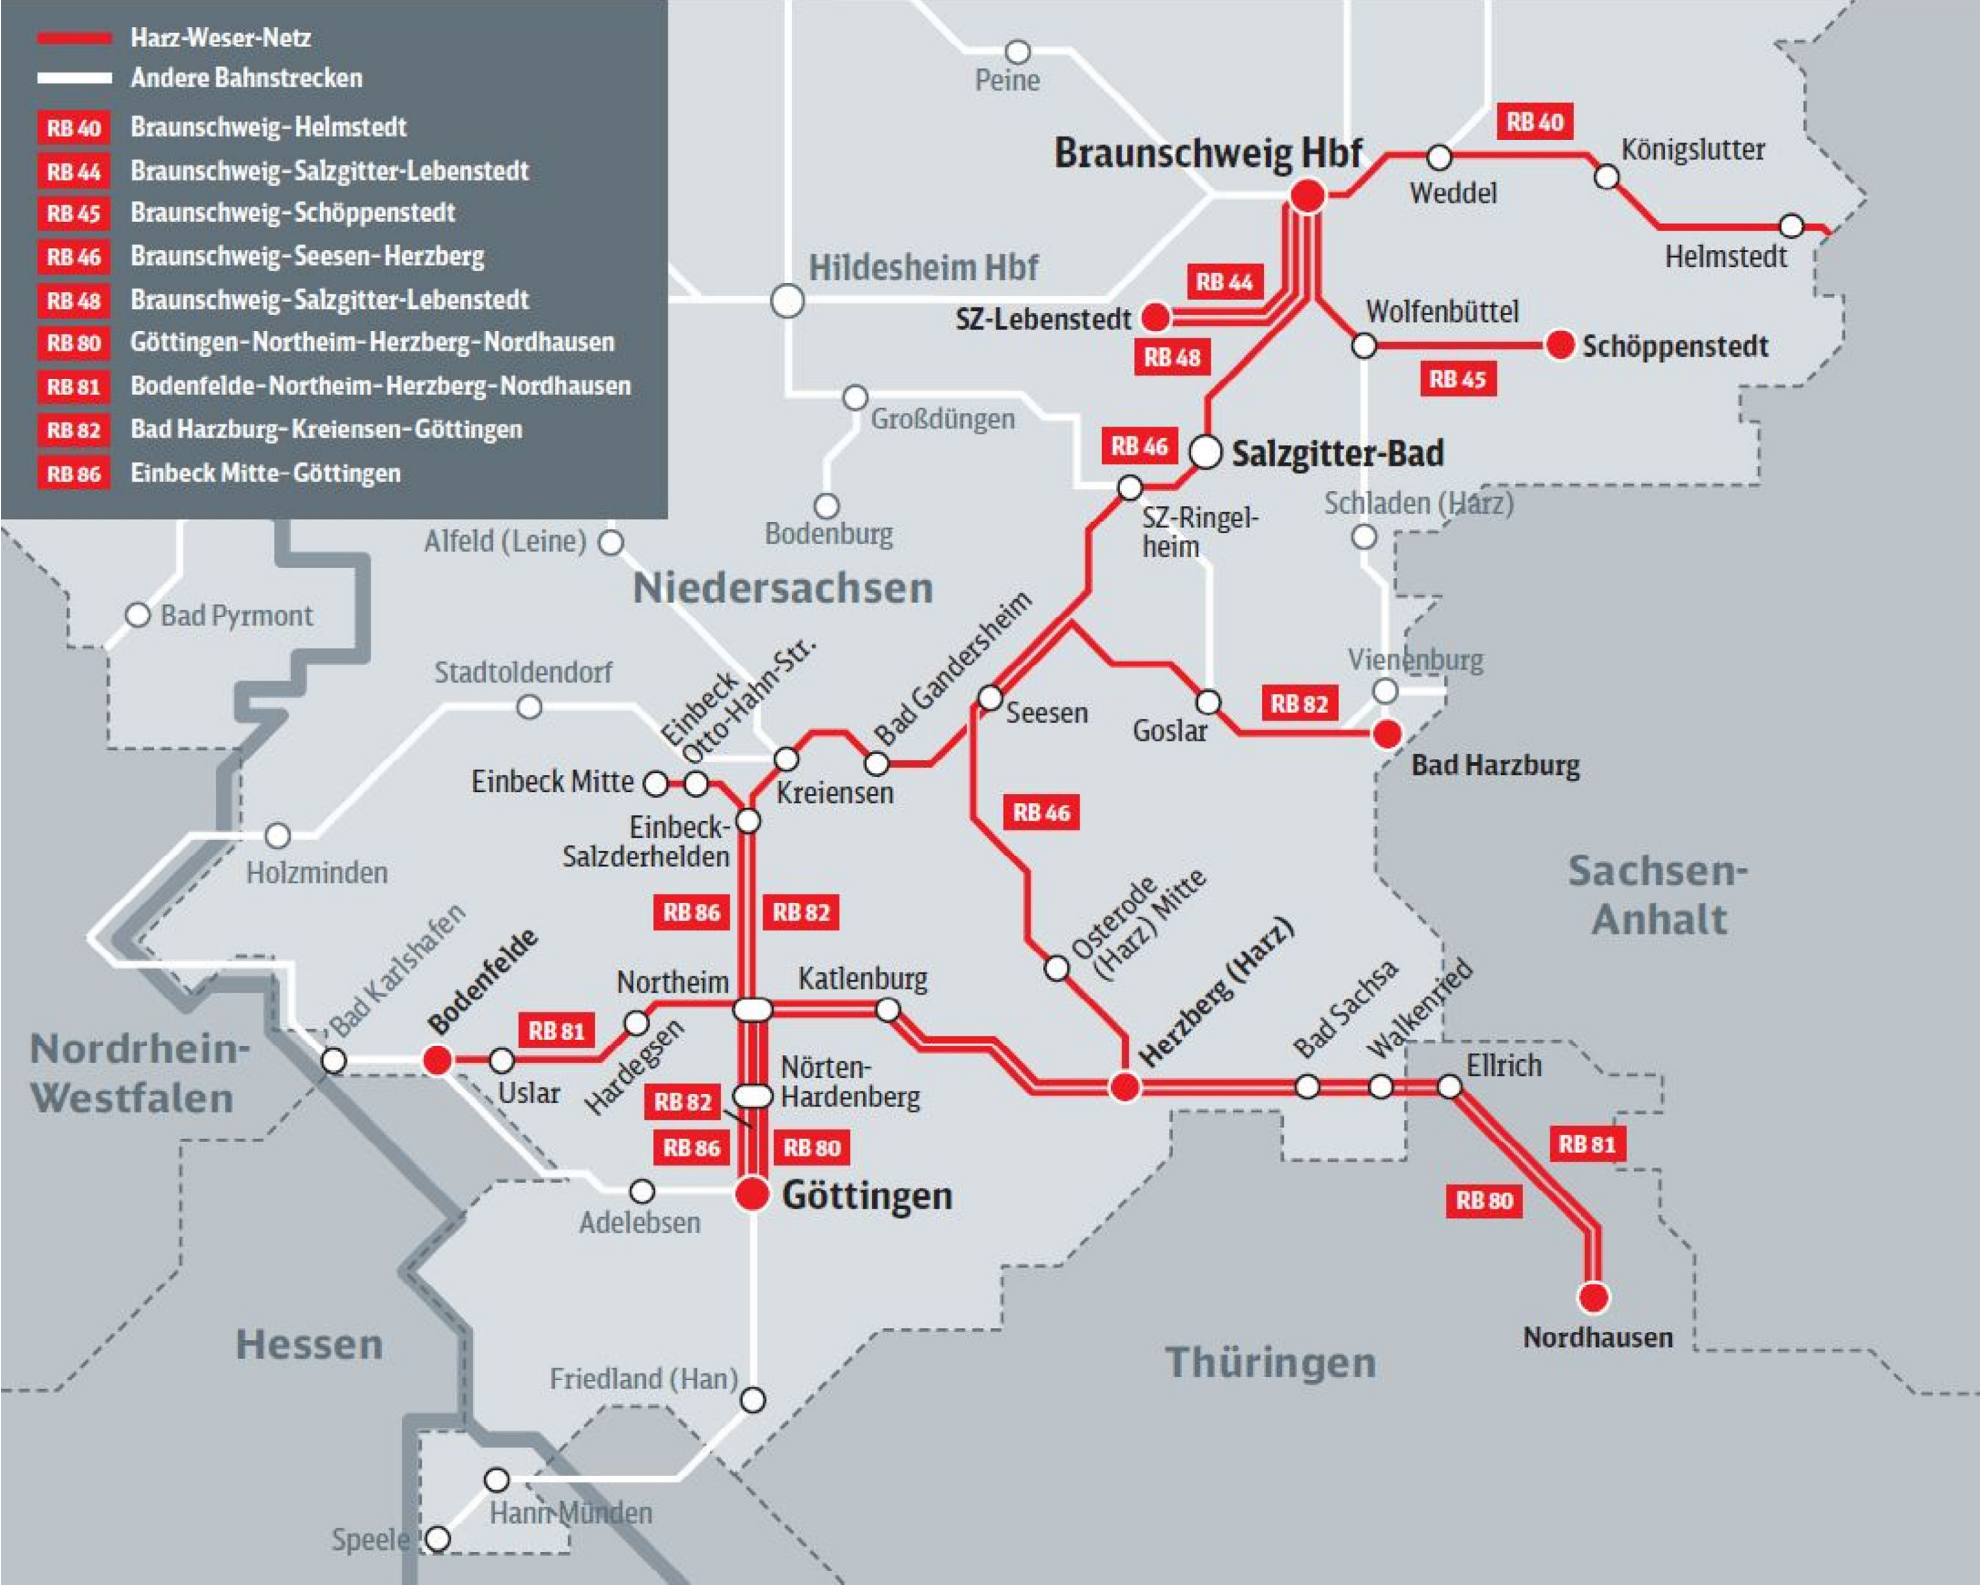 Harz-Weser-Netz
Andere Bahnstrecken
RB 40 Braunschweig-Helmstedt
RB 44 Braunschweig-Salzgitter-Lebenstedt
RB 45 Braunschweig-Schöppenstedt
RB 46 Braunschweig-Seesen-Herzberg
RB 48 Braunschweig-Salzgitter-Lebenstedt
RB 80 Göttingen-Northeim-Herzberg-Nordhausen
RB 81 Bodenfelde-Northeim-Herzberg-Nordhausen
RB 82 Bad Harzburg-Kreiensen-Göttingen
RB 86 Einbeck Mitte-Göttingen
Peine
RB 40
Braunschweig Hbf
Königslutter
Weddel
Helmstedt
Hildesheim Hbf
RB 44
SZ-Lebenstedt
RB 48
Wolfenbüttel
Schöppenstedt
RB 45
Großdüngen
RB 46
Salzgitter-Bad
Schladen (Harz)
SZ-Ringel-
heim
Bodenburg
Alfeld (Leine)
Niedersachsen
Bad Pyrmont
Stadtoldendorf
Einbeck
Otto-Hahn-Str.
Bad Gandersheim
Vienenburg
Seesen
Goslar
RB 82
Bad Harzburg
Einbeck Mitte
Kreiensen
RB 46
Einbeck-
Salzderhelden
Holzminden
RB 86
RB 82
Sachsen-
Anhalt
Osterode
(Harz) Mitte
Bad Karlshafen
Bodenfelde
Northeim
Katlenburg
Herzberg (Harz)
Bad Sachsa
Walkenried
Nordrhein-
Westfalen
RB 81
Uslar
Hardegsen
Nörten-
Hardenberg
Ellrich
RB 82
RB 86
RB 80
RB 81
RB 80
Göttingen
Adelebsen
Nordhausen
Hessen
Thüringen
Friedland (Han)
Hann Münden
Speele